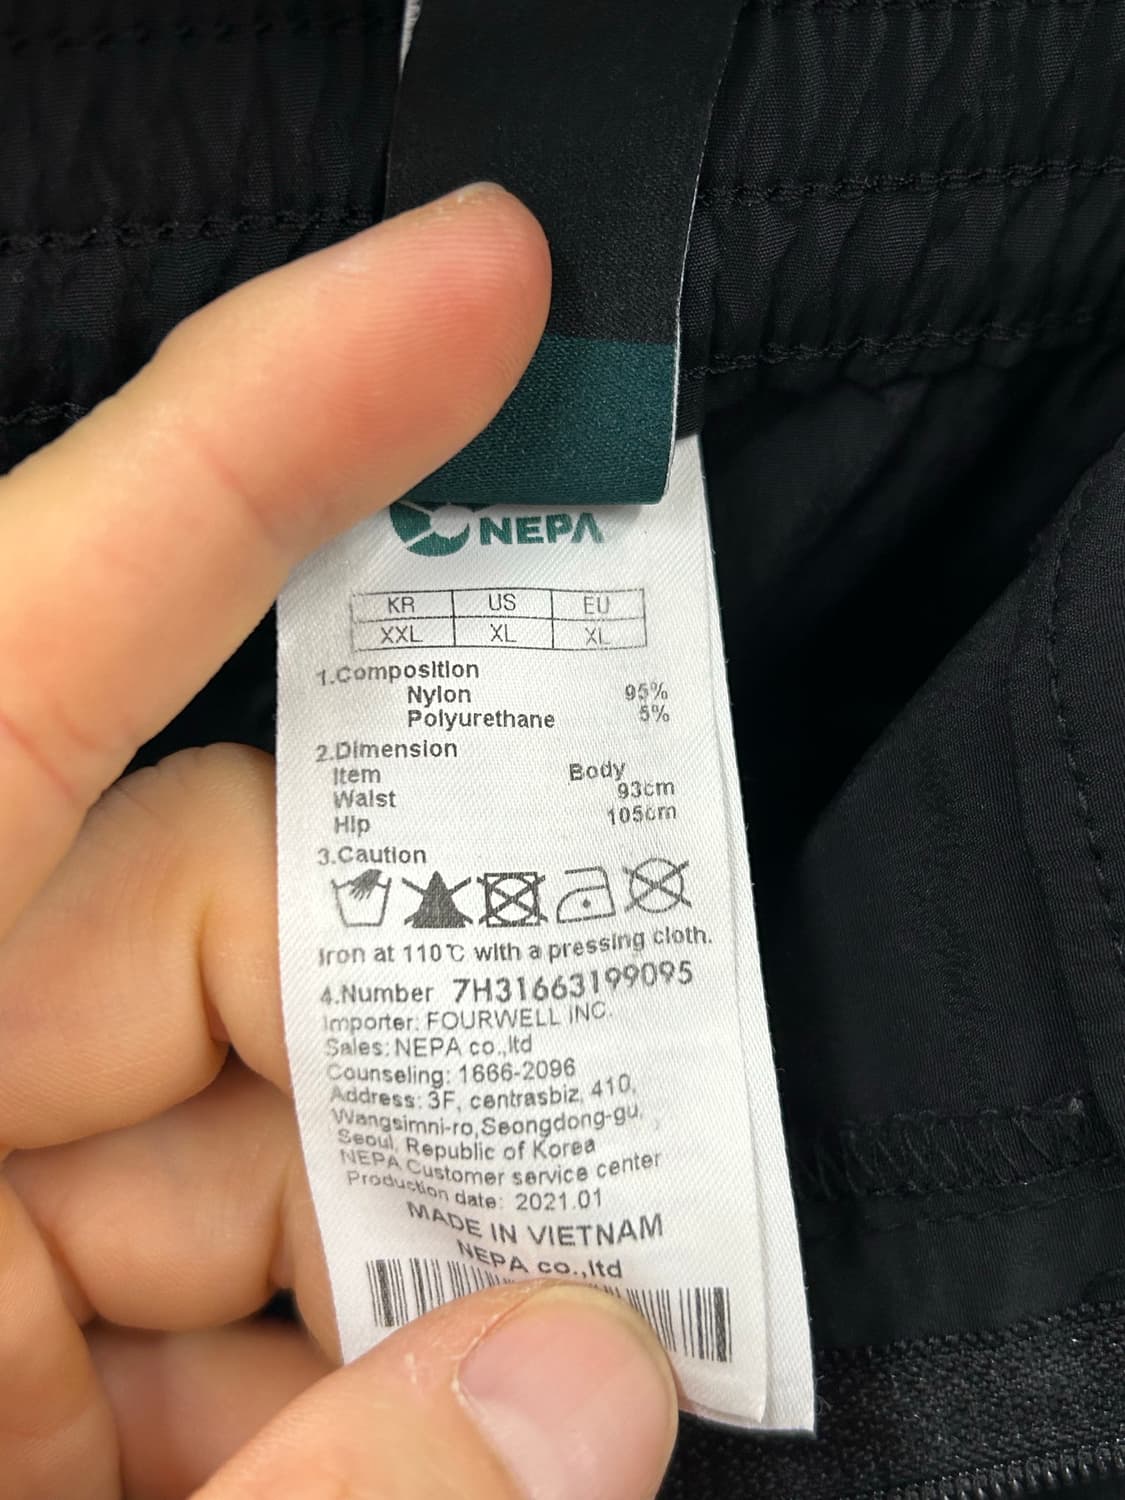 NEPA
KR US EU
XXL XL XL
1.Composition
Nylon 95%
Polyurethane 5%
2.Dimension
Item Body
Waist 93cm
Hip 105cm
3.Caution
Iron at 110℃ with a pressing cloth.
4.Number 7H31663199095
Importer: FOURWELL INC.
Sales: NEPA co.,ltd
Counseling: 1666-2096
Address: 3F, centrasbiz, 410,
Wangsimni-ro,Seongdong-gu,
Seoul, Republic of Korea
NEPA Customer service center
Production date: 2021.01
MADE IN VIETNAM
NEPA co.,ltd